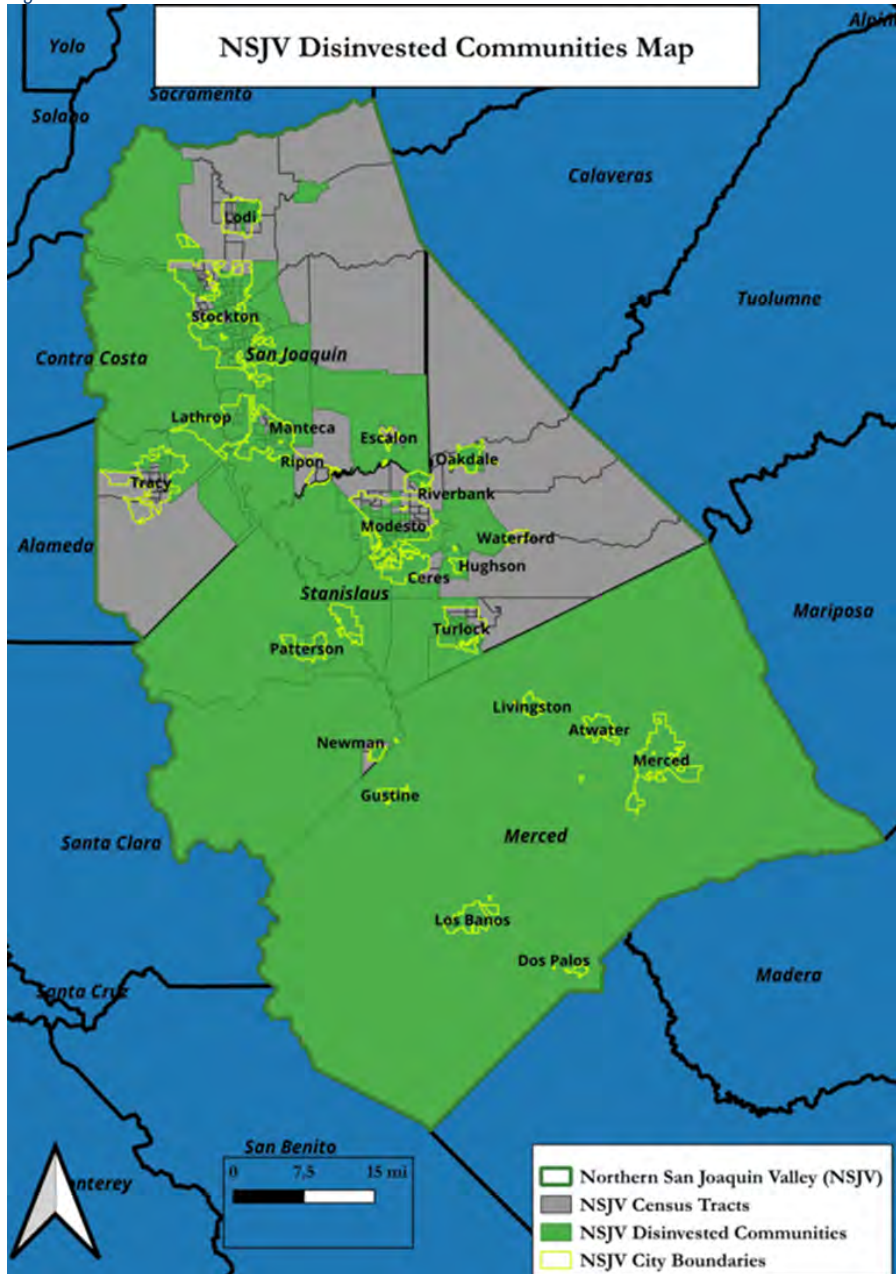 Yolo
NSJV Disinvested Communities Map
Sacramento
Solano
Calaveras
Lodi
Tuolumne
Stockton
San Joaquin
Contra Costa
Lathrop
Manteca
Escalon
Oakdale
Ripon
Tracy
Riverbank
Modesto
Waterford
Alameda
Hughson
Ceres
Stanislaus
Mariposa
Turlock
Patterson
Livingston
Atwater
Newman
Merced
Gustine
Merced
Santa Clara
Los Banos
Dos Palos
Madera
Santa Cruz
San Benito
0 7,5 15 mi
Northern San Joaquin Valley (NSJV)
NSJV Census Tracts
NSJV Disinvested Communities
NSJV City Boundaries